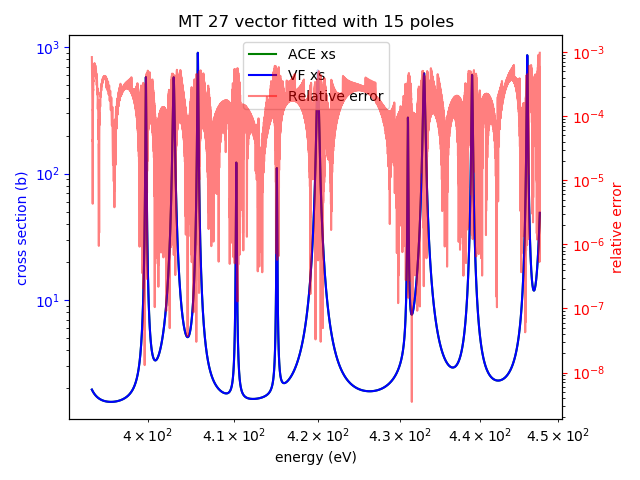 MT 27 vector fitted with 15 poles
ACE xs
VF xs
Relative error
cross section (b)
10³
10²
10¹
relative error
10⁻³
10⁻⁴
10⁻⁵
10⁻⁶
10⁻⁷
10⁻⁸
4 × 10² 4.1 × 10² 4.2 × 10² 4.3 × 10² 4.4 × 10² 4.5 × 10²
energy (eV)